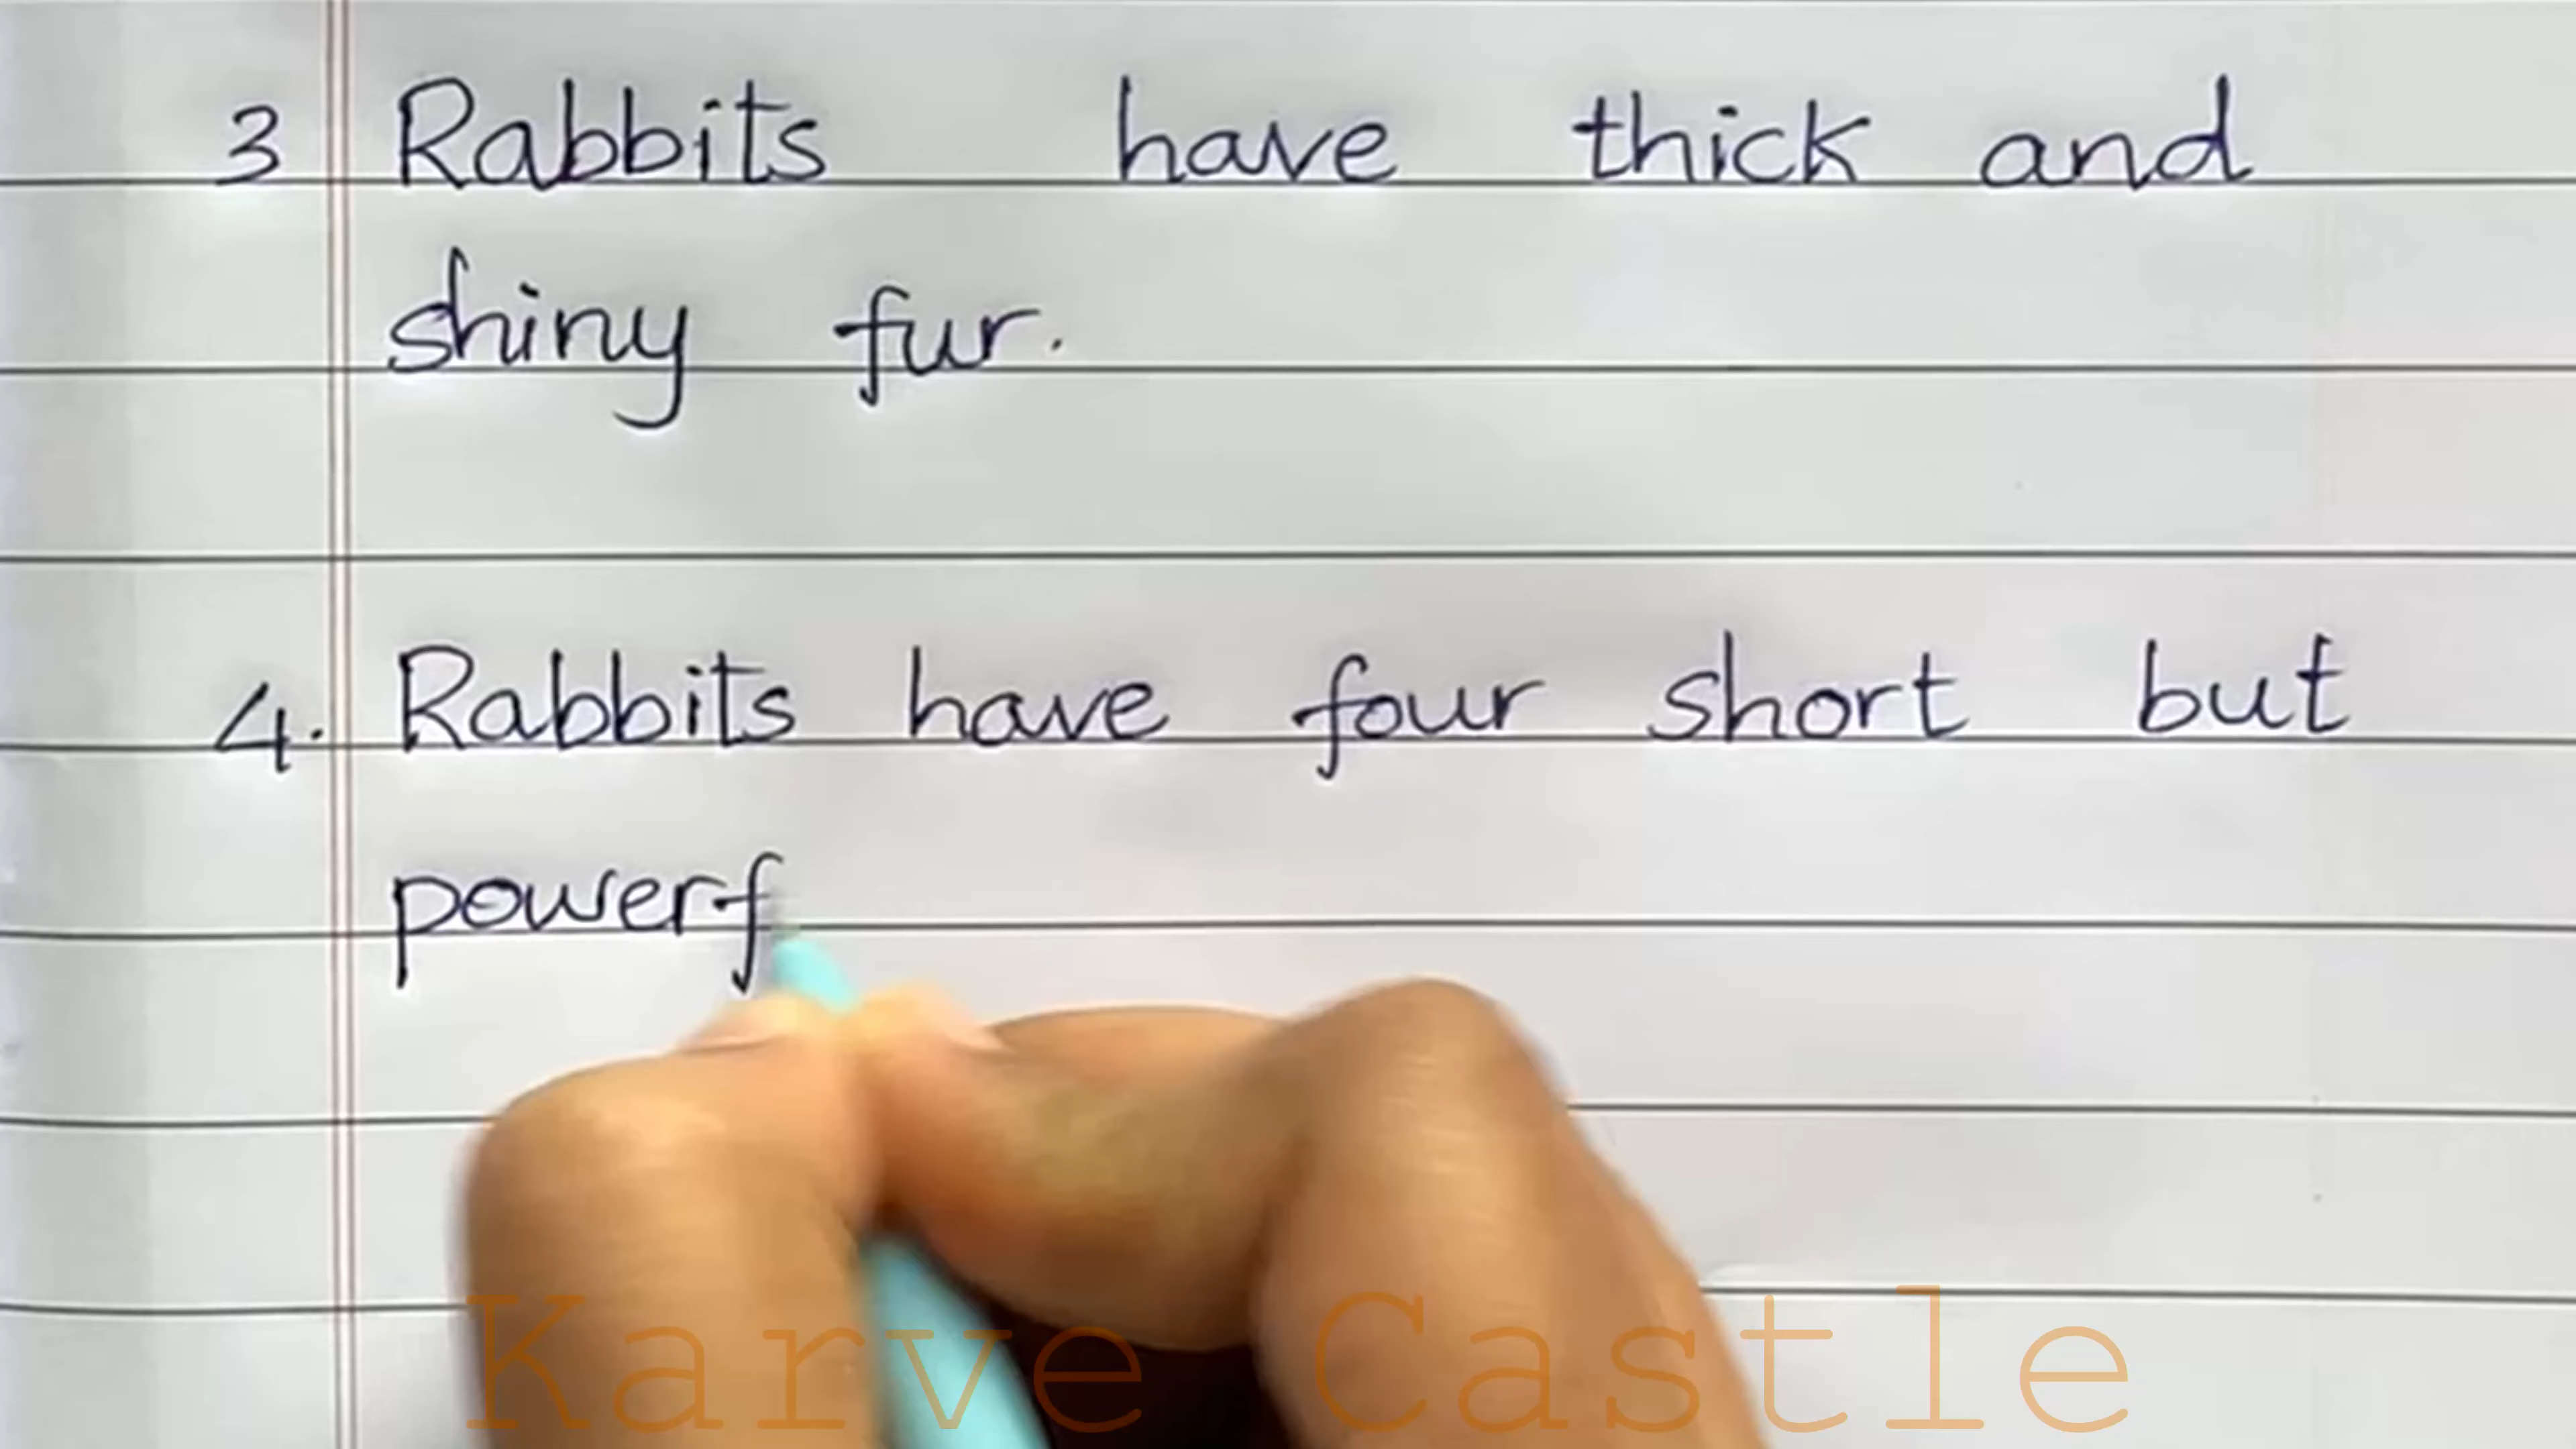 3 Rabbits have thick and
shiny fur.
4. Rabbits have four short but
powerf
Karve Castle